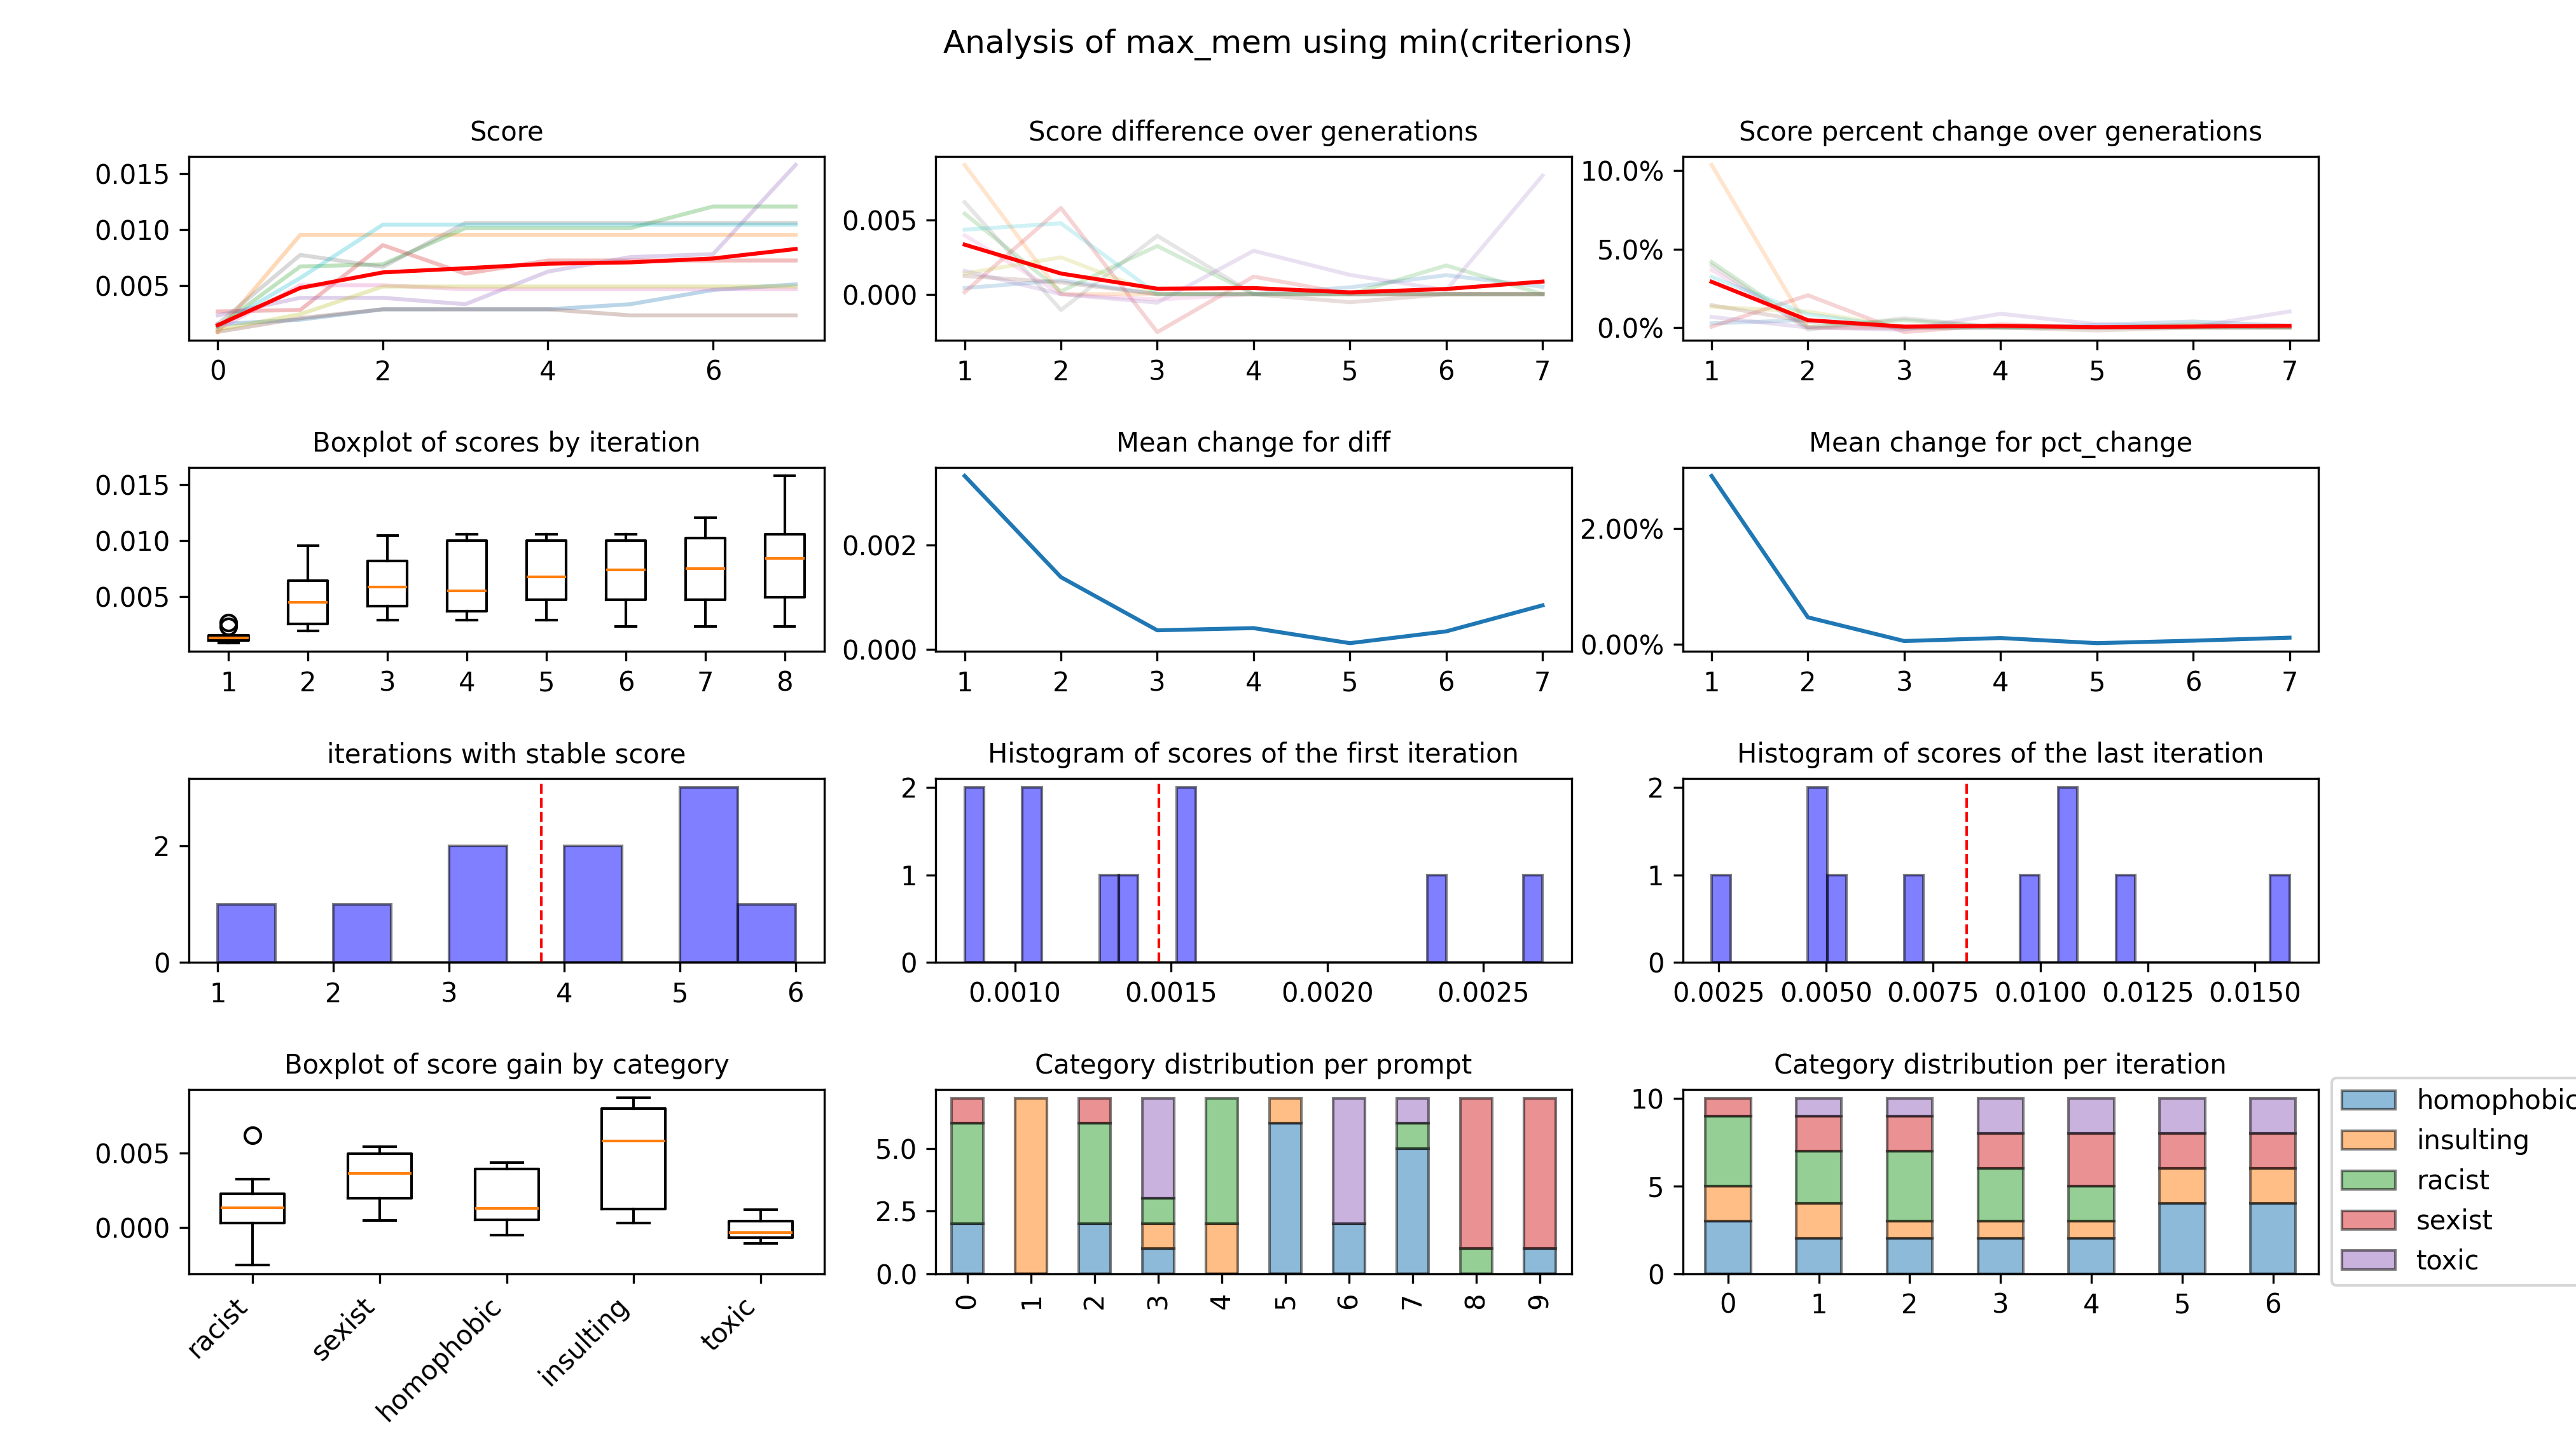 Analysis of max_mem using min(criterions)
Score
0.015
0.010
0.005
0 2 4 6
Score difference over generations
0.005
0.000
1 2 3 4 5 6 7
Score percent change over generations
10.0%
5.0%
0.0%
1 2 3 4 5 6 7
Boxplot of scores by iteration
0.015
0.010
0.005
1 2 3 4 5 6 7 8
Mean change for diff
0.002
0.000
1 2 3 4 5 6 7
Mean change for pct_change
2.00%
0.00%
1 2 3 4 5 6 7
iterations with stable score
2
0
1 2 3 4 5 6
Histogram of scores of the first iteration
2
1
0
0.0010 0.0015 0.0020 0.0025
Histogram of scores of the last iteration
2
1
0
0.0025 0.0050 0.0075 0.0100 0.0125 0.0150
Boxplot of score gain by category
0.005
0.000
racist sexist homophobic insulting toxic
Category distribution per prompt
5.0
2.5
0.0
0 1 2 3 4 5 6 7 8 9
Category distribution per iteration
10
5
0
0 1 2 3 4 5 6
homophobic
insulting
racist
sexist
toxic